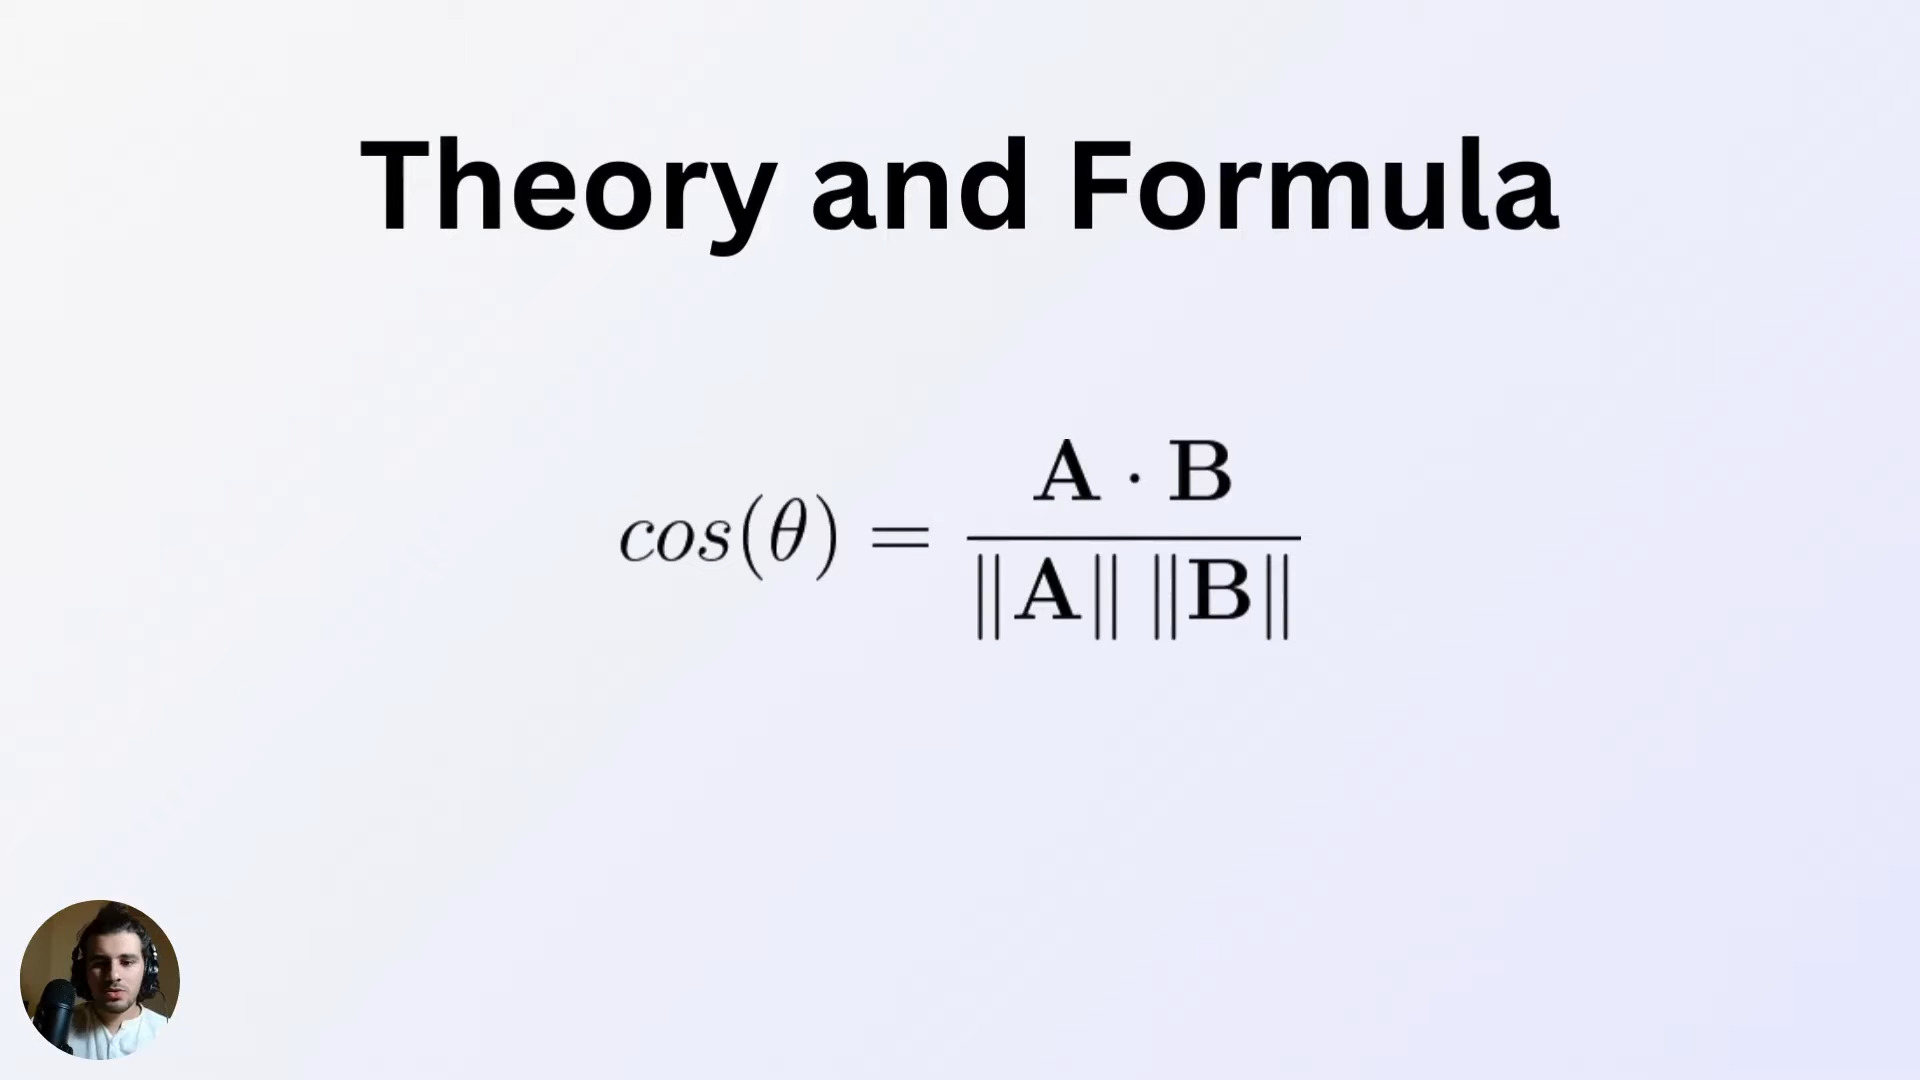 Theory and Formula
cos(θ) = A · B / ‖A‖ ‖B‖